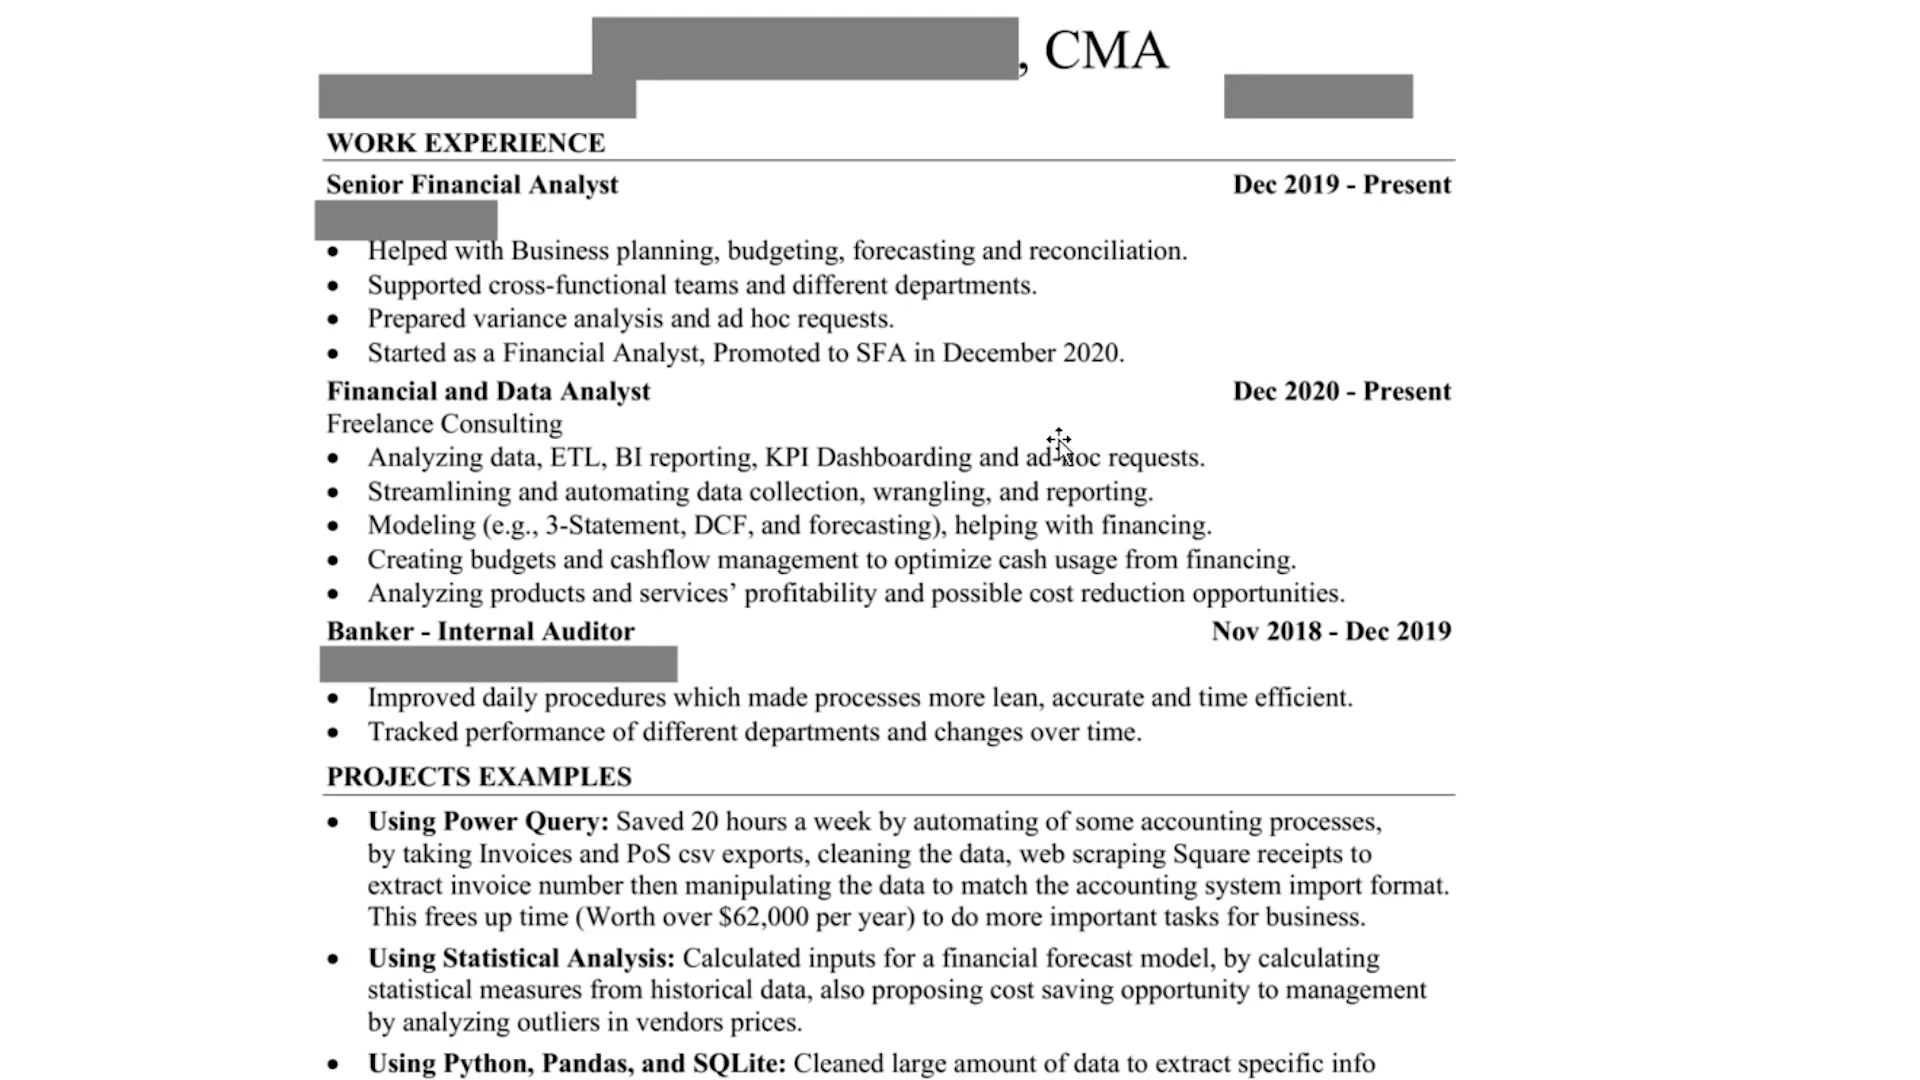 , CMA
WORK EXPERIENCE
Senior Financial Analyst Dec 2019 - Present
• Helped with Business planning, budgeting, forecasting and reconciliation.
• Supported cross-functional teams and different departments.
• Prepared variance analysis and ad hoc requests.
• Started as a Financial Analyst, Promoted to SFA in December 2020.
Financial and Data Analyst Dec 2020 - Present
Freelance Consulting
• Analyzing data, ETL, BI reporting, KPI Dashboarding and ad-hoc requests.
• Streamlining and automating data collection, wrangling, and reporting.
• Modeling (e.g., 3-Statement, DCF, and forecasting), helping with financing.
• Creating budgets and cashflow management to optimize cash usage from financing.
• Analyzing products and services’ profitability and possible cost reduction opportunities.
Banker - Internal Auditor Nov 2018 - Dec 2019
• Improved daily procedures which made processes more lean, accurate and time efficient.
• Tracked performance of different departments and changes over time.
PROJECTS EXAMPLES
• Using Power Query: Saved 20 hours a week by automating of some accounting processes,
by taking Invoices and PoS csv exports, cleaning the data, web scraping Square receipts to
extract invoice number then manipulating the data to match the accounting system import format.
This frees up time (Worth over $62,000 per year) to do more important tasks for business.
• Using Statistical Analysis: Calculated inputs for a financial forecast model, by calculating
statistical measures from historical data, also proposing cost saving opportunity to management
by analyzing outliers in vendors prices.
• Using Python, Pandas, and SQLite: Cleaned large amount of data to extract specific info